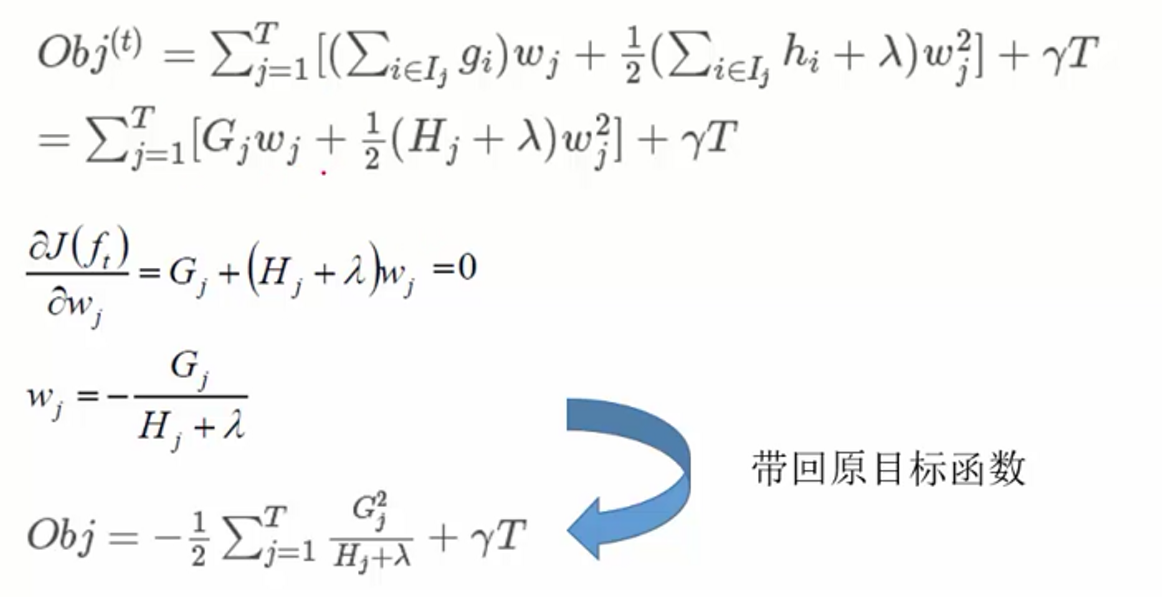 Obj^{(t)} = \sum_{j=1}^{T} [(\sum_{i \in I_j} g_i) w_j + \frac{1}{2} (\sum_{i \in I_j} h_i + \lambda) w_j^2] + \gamma T
= \sum_{j=1}^{T} [G_j w_j + \frac{1}{2} (H_j + \lambda) w_j^2] + \gamma T
\frac{\partial J(f_t)}{\partial w_j} = G_j + (H_j + \lambda) w_j = 0
w_j = - \frac{G_j}{H_j + \lambda}
带回原目标函数
Obj = - \frac{1}{2} \sum_{j=1}^{T} \frac{G_j^2}{H_j + \lambda} + \gamma T